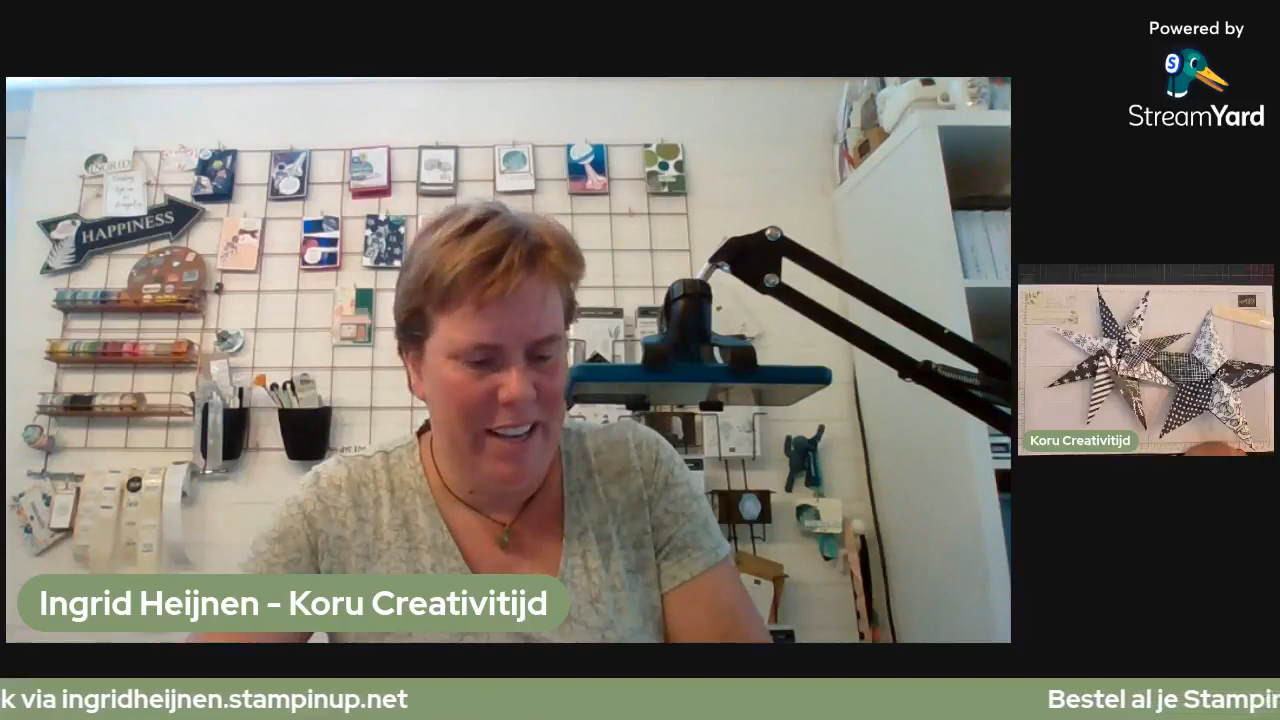 Powered by
StreamYard
HAPPINESS
Koru Creativitijd
Ingrid Heijnen - Koru Creativitijd
k via ingridheijnen.stampinup.net
Bestel al je Stampin